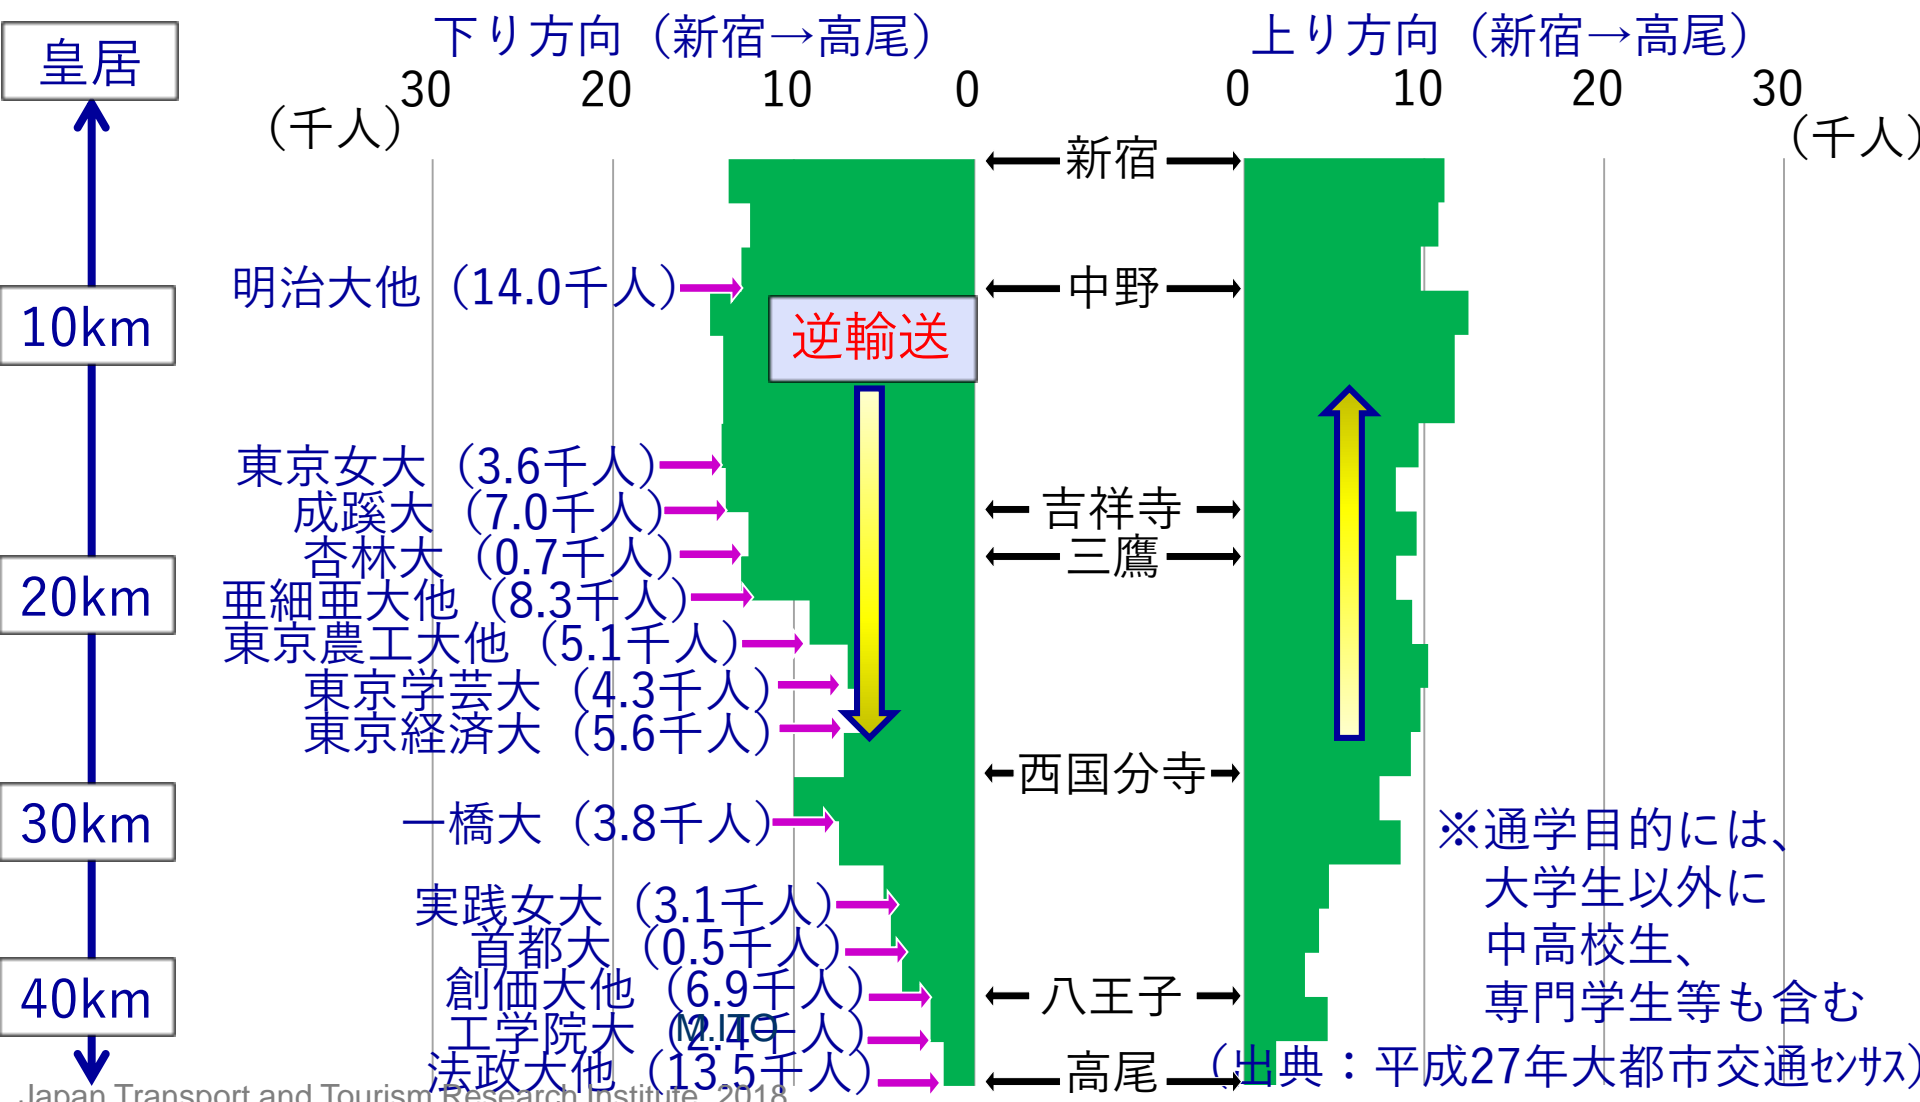 下り方向（新宿→高尾）
上り方向（新宿→高尾）
皇居
30 20 10 0
0 10 20 30
（千人）
（千人）
新宿
明治大他（14.0千人）
中野
10km
逆輸送
東京女大（3.6千人）
成蹊大（7.0千人）
吉祥寺
杏林大（0.7千人）
三鷹
20km
亜細亜大他（8.3千人）
東京農工大他（5.1千人）
東京学芸大（4.3千人）
東京経済大（5.6千人）
西国分寺
30km
一橋大（3.8千人）
※通学目的には、
大学生以外に
中高校生、
専門学生等も含む
実践女大（3.1千人）
首都大（0.5千人）
40km
創価大他（6.9千人）
八王子
工学院大（2.4千人）
M.ITO
法政大他（13.5千人）
高尾
（出典：平成27年大都市交通ｾﾝｻｽ）
Japan Transport and Tourism Research Institute, 2018